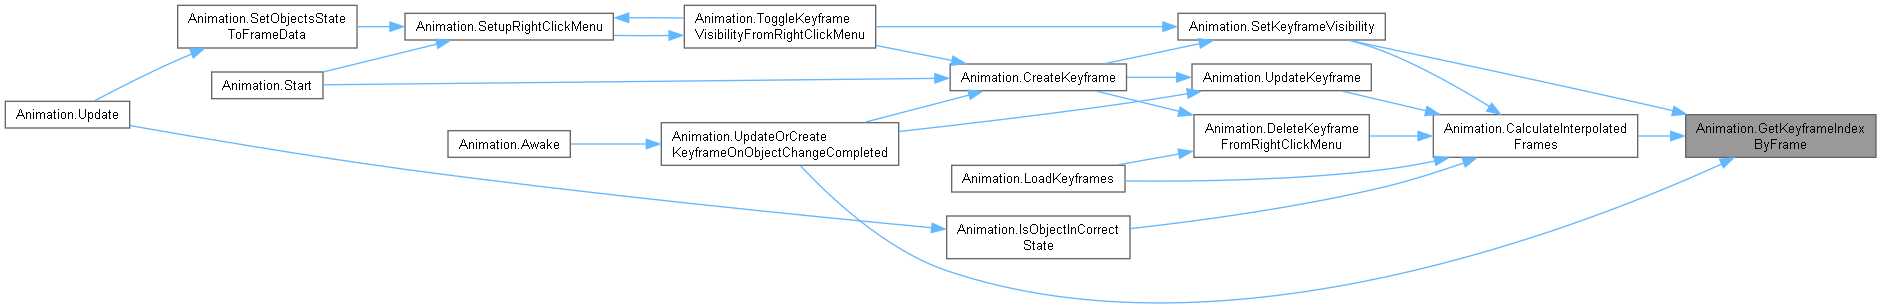 Animation.SetObjectsState
ToFrameData
Animation.SetupRightClickMenu
Animation.ToggleKeyframe
VisibilityFromRightClickMenu
Animation.SetKeyframeVisibility
Animation.Start
Animation.CreateKeyframe
Animation.UpdateKeyframe
Animation.Update
Animation.Awake
Animation.UpdateOrCreate
KeyframeOnObjectChangeCompleted
Animation.DeleteKeyframe
FromRightClickMenu
Animation.CalculateInterpolated
Frames
Animation.GetKeyframeIndex
ByFrame
Animation.LoadKeyframes
Animation.IsObjectInCorrect
State